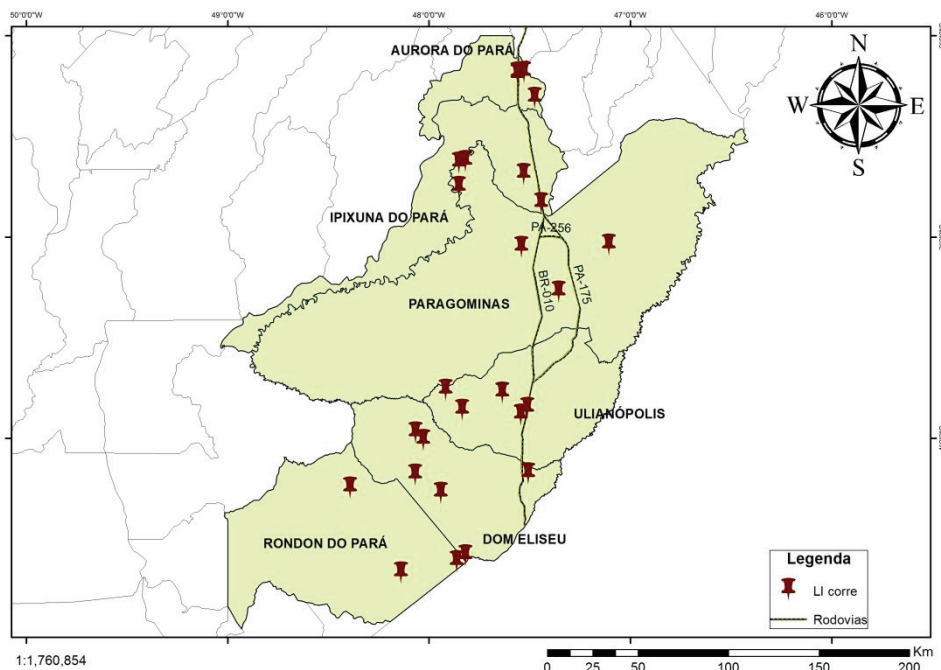 50°0'0"W
49°0'0"W
48°0'0"W
47°0'0"W
46°0'0"W
AURORA DO PARÁ
N
W
E
S
IPIXUNA DO PARÁ
PA-256
BR-010
PA-175
PARAGOMINAS
ULIANÓPOLIS
RONDON DO PARÁ
DOM ELISEU
Legenda
LI corre
Rodovias
1:1,760,854
Km
0
25
50
100
150
200